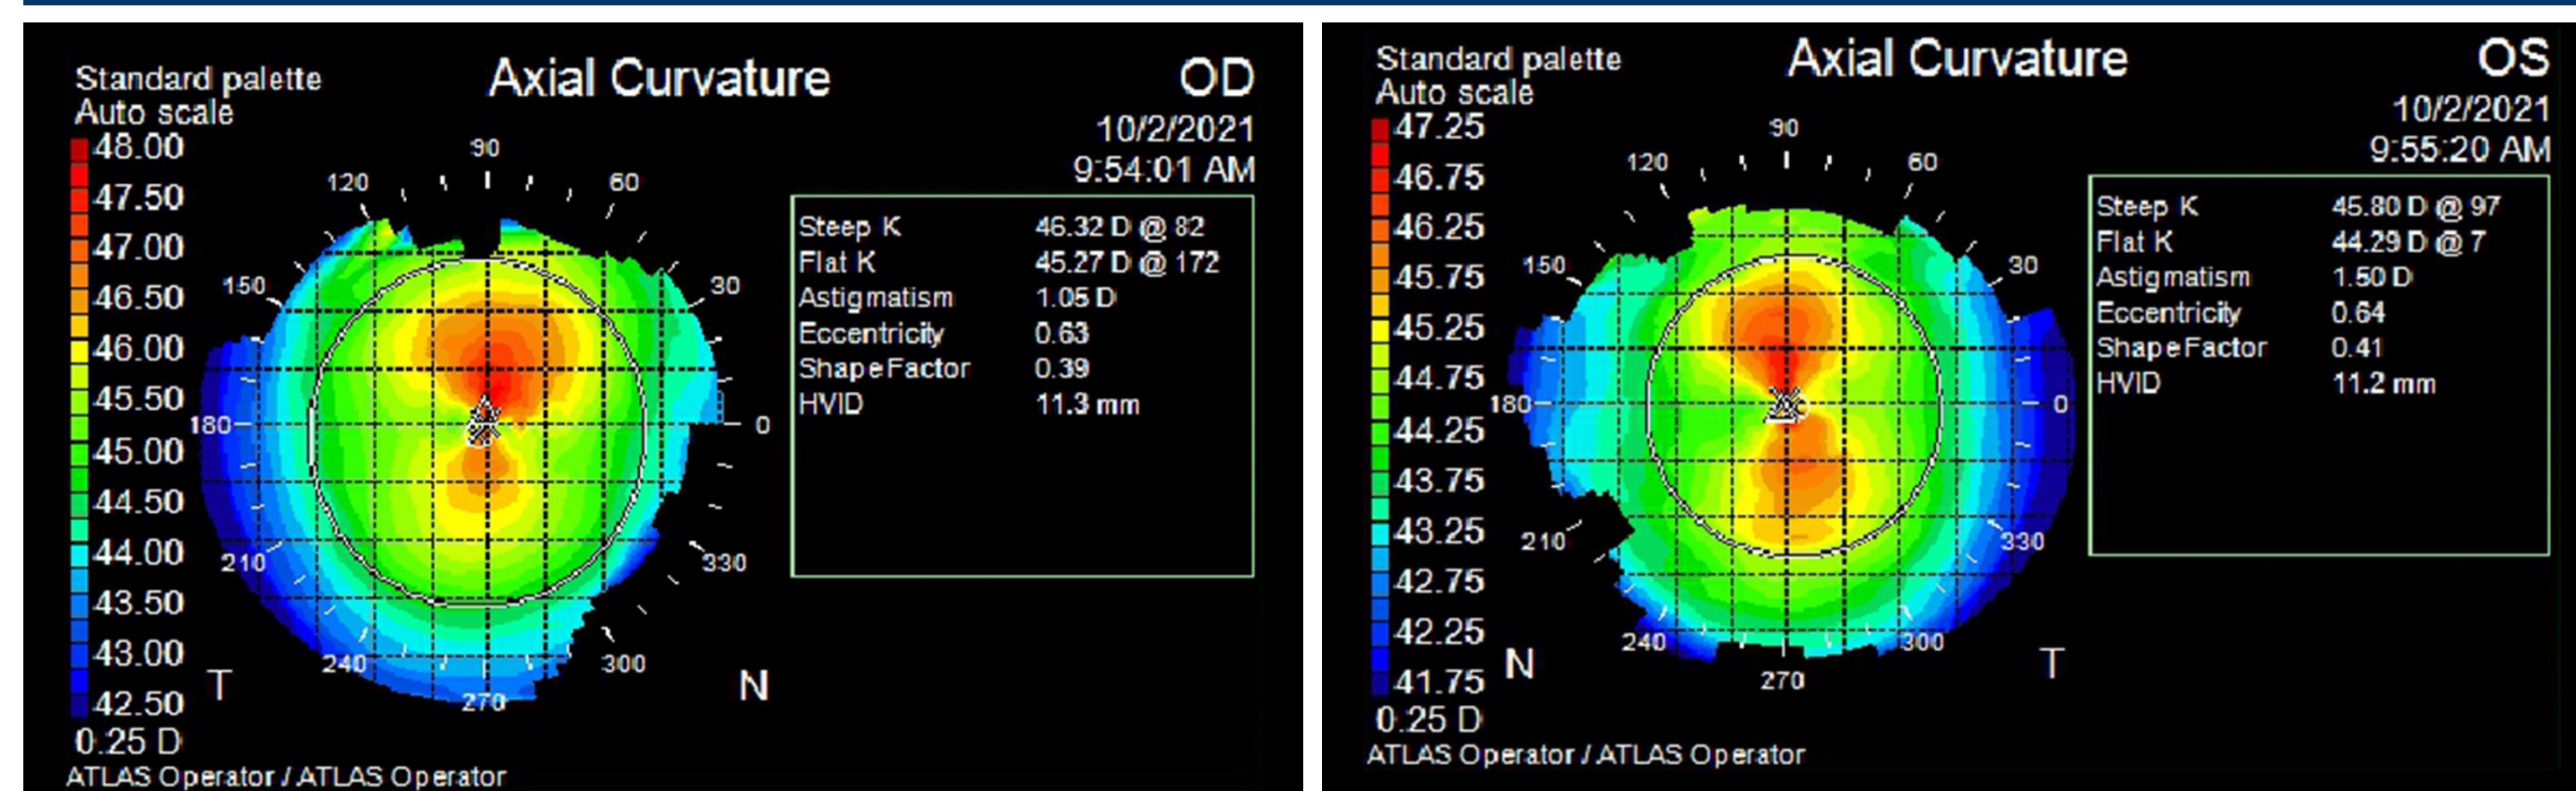 Standard palette
Auto scale
Axial Curvature
OD
10/2/2021
9:54:01 AM
48.00
47.50
47.00
46.50
46.00
45.50
45.00
44.50
44.00
43.50
43.00
42.50
0.25 D
90
120
60
150
30
180
0
210
330
240
300
270
T
N
Steep K 46.32 D @ 82
Flat K 45.27 D @ 172
Astigmatism 1.05 D
Eccentricity 0.63
ShapeFactor 0.39
HVID 11.3 mm
ATLAS Operator / ATLAS Operator
Standard palette
Auto scale
Axial Curvature
OS
10/2/2021
9:55:20 AM
47.25
46.75
46.25
45.75
45.25
44.75
44.25
43.75
43.25
42.75
42.25
41.75
0.25 D
90
120
60
150
30
180
0
210
330
240
300
270
N
T
Steep K 45.80 D @ 97
Flat K 44.29 D @ 7
Astigmatism 1.50 D
Eccentricity 0.64
ShapeFactor 0.41
HVID 11.2 mm
ATLAS Operator / ATLAS Operator